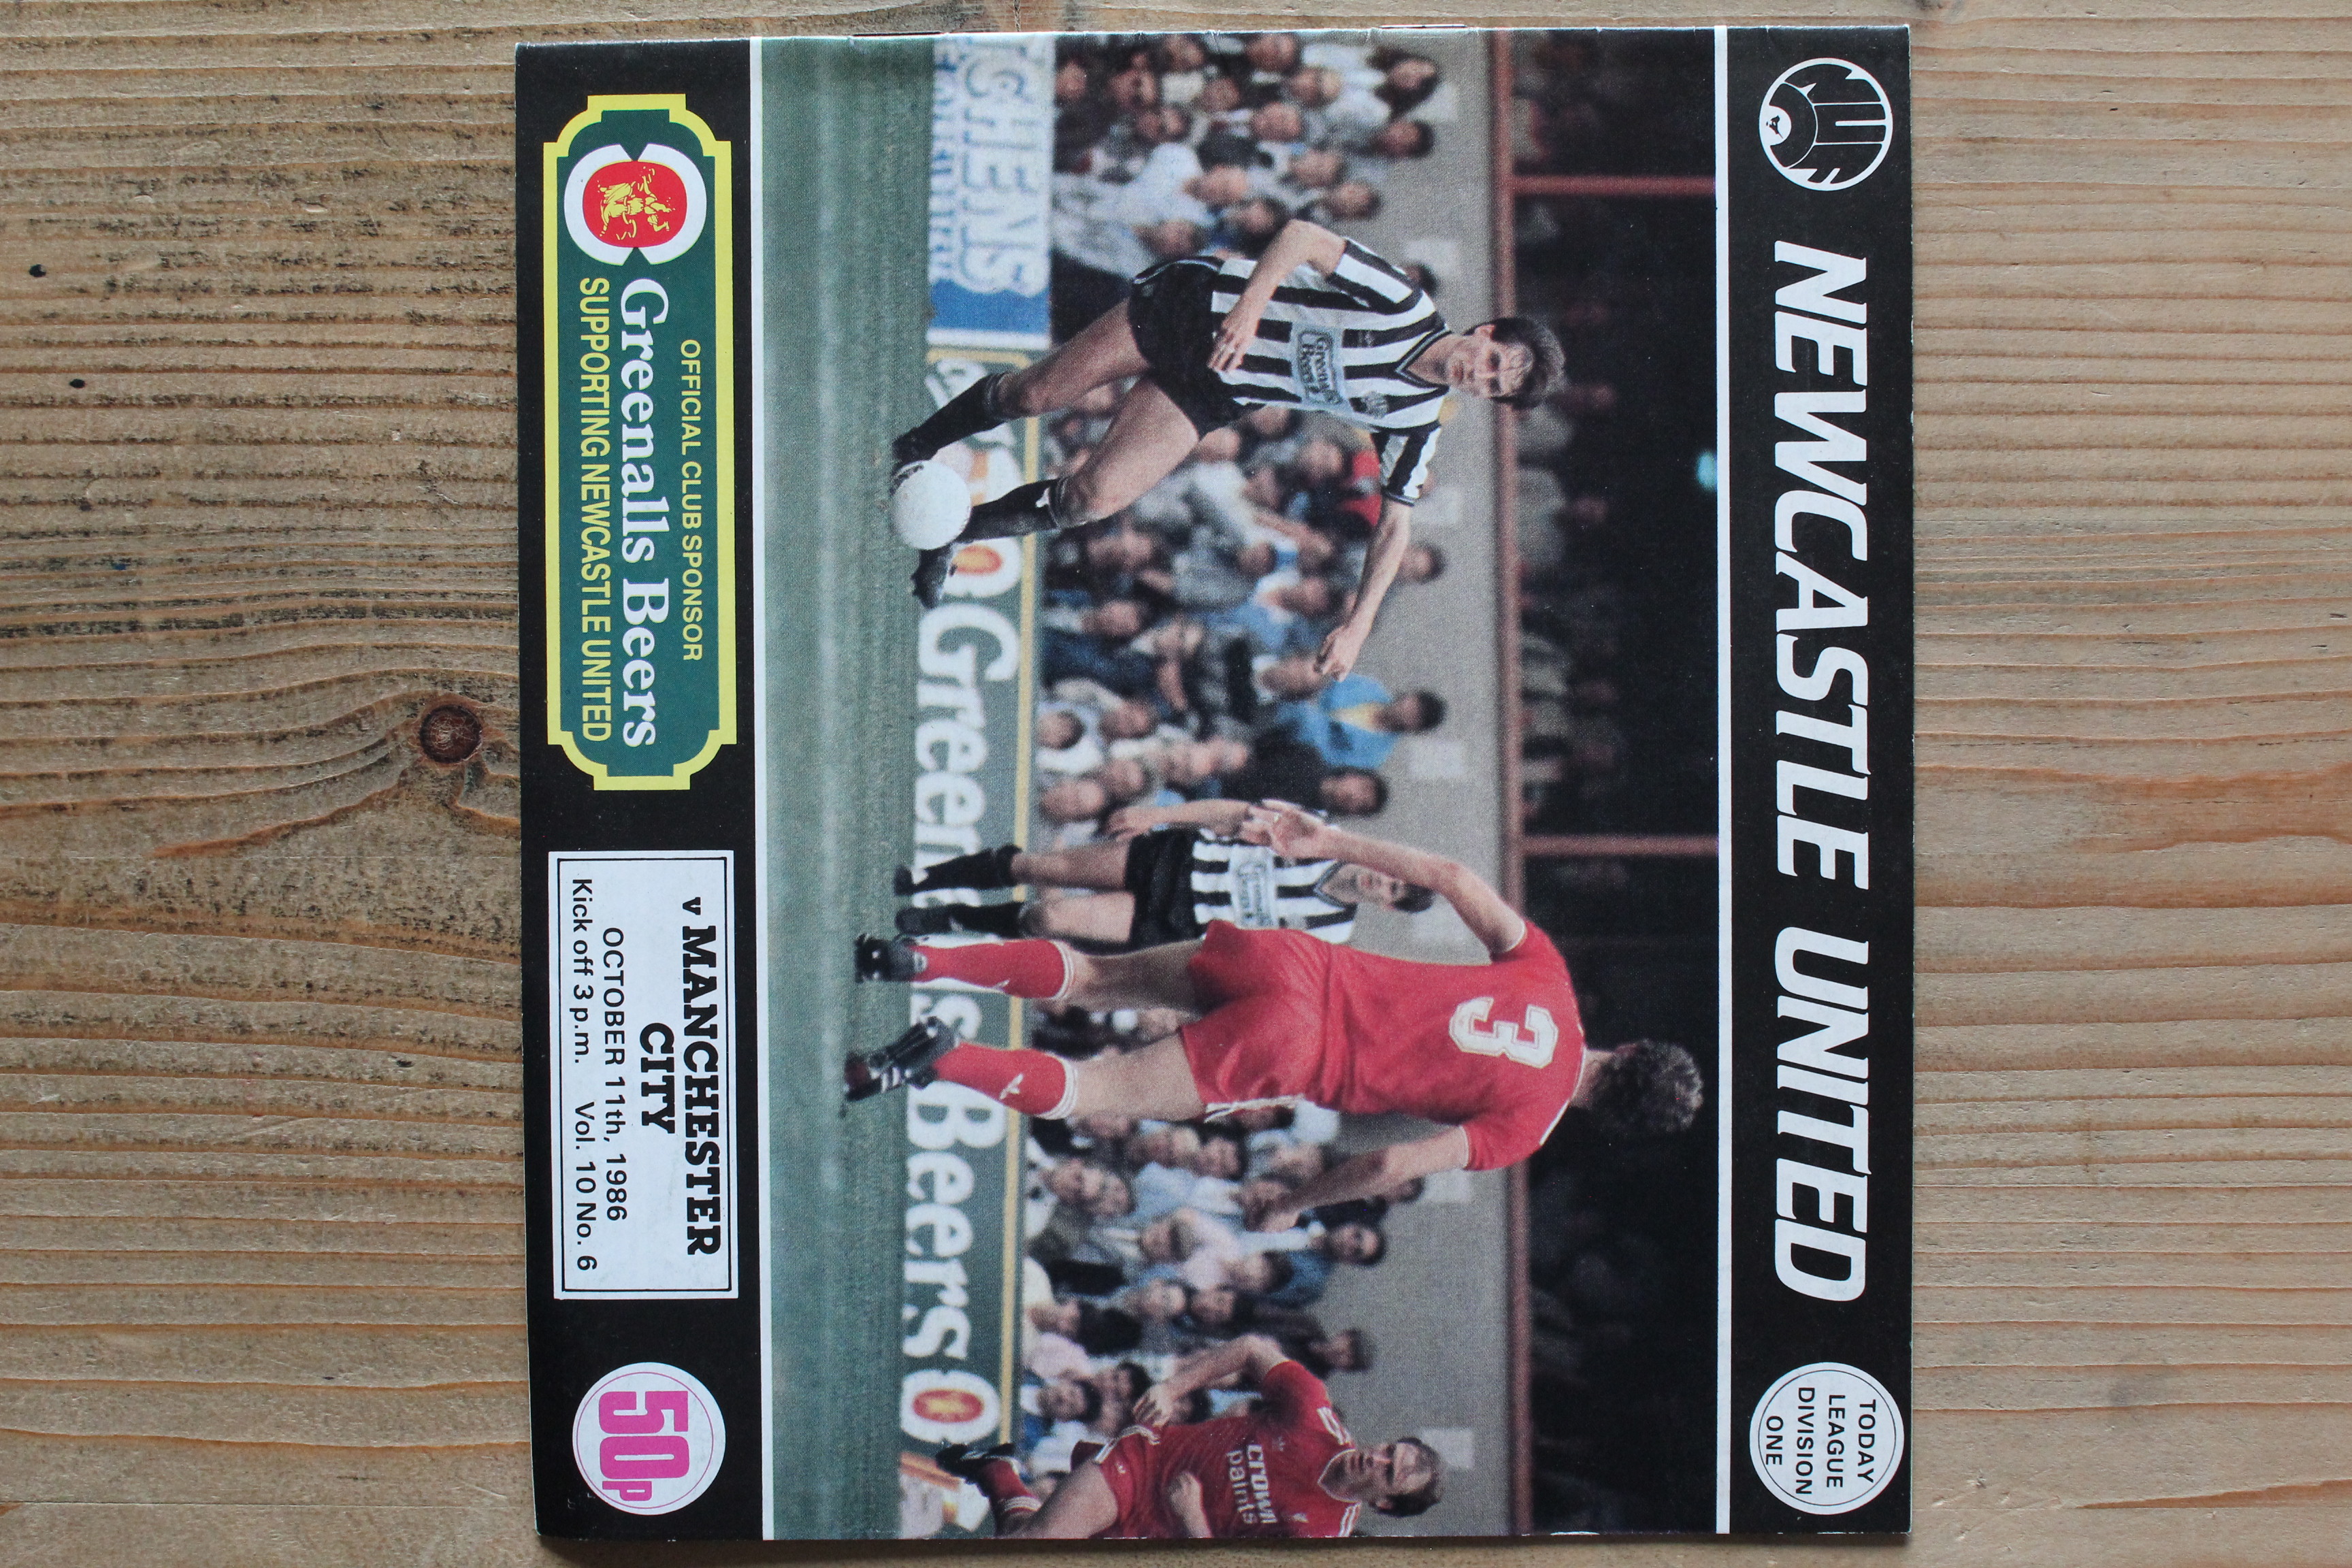 NEWCASTLE UNITED
TODAY
LEAGUE
DIVISION
ONE
Greenalls
Beers
3
crown
paints
Greenalls Beers
OFFICIAL CLUB SPONSOR
Greenalls Beers
SUPPORTING NEWCASTLE UNITED
v MANCHESTER
CITY
OCTOBER 11th, 1986
Kick off 3 p.m. Vol. 10 No. 6
50p